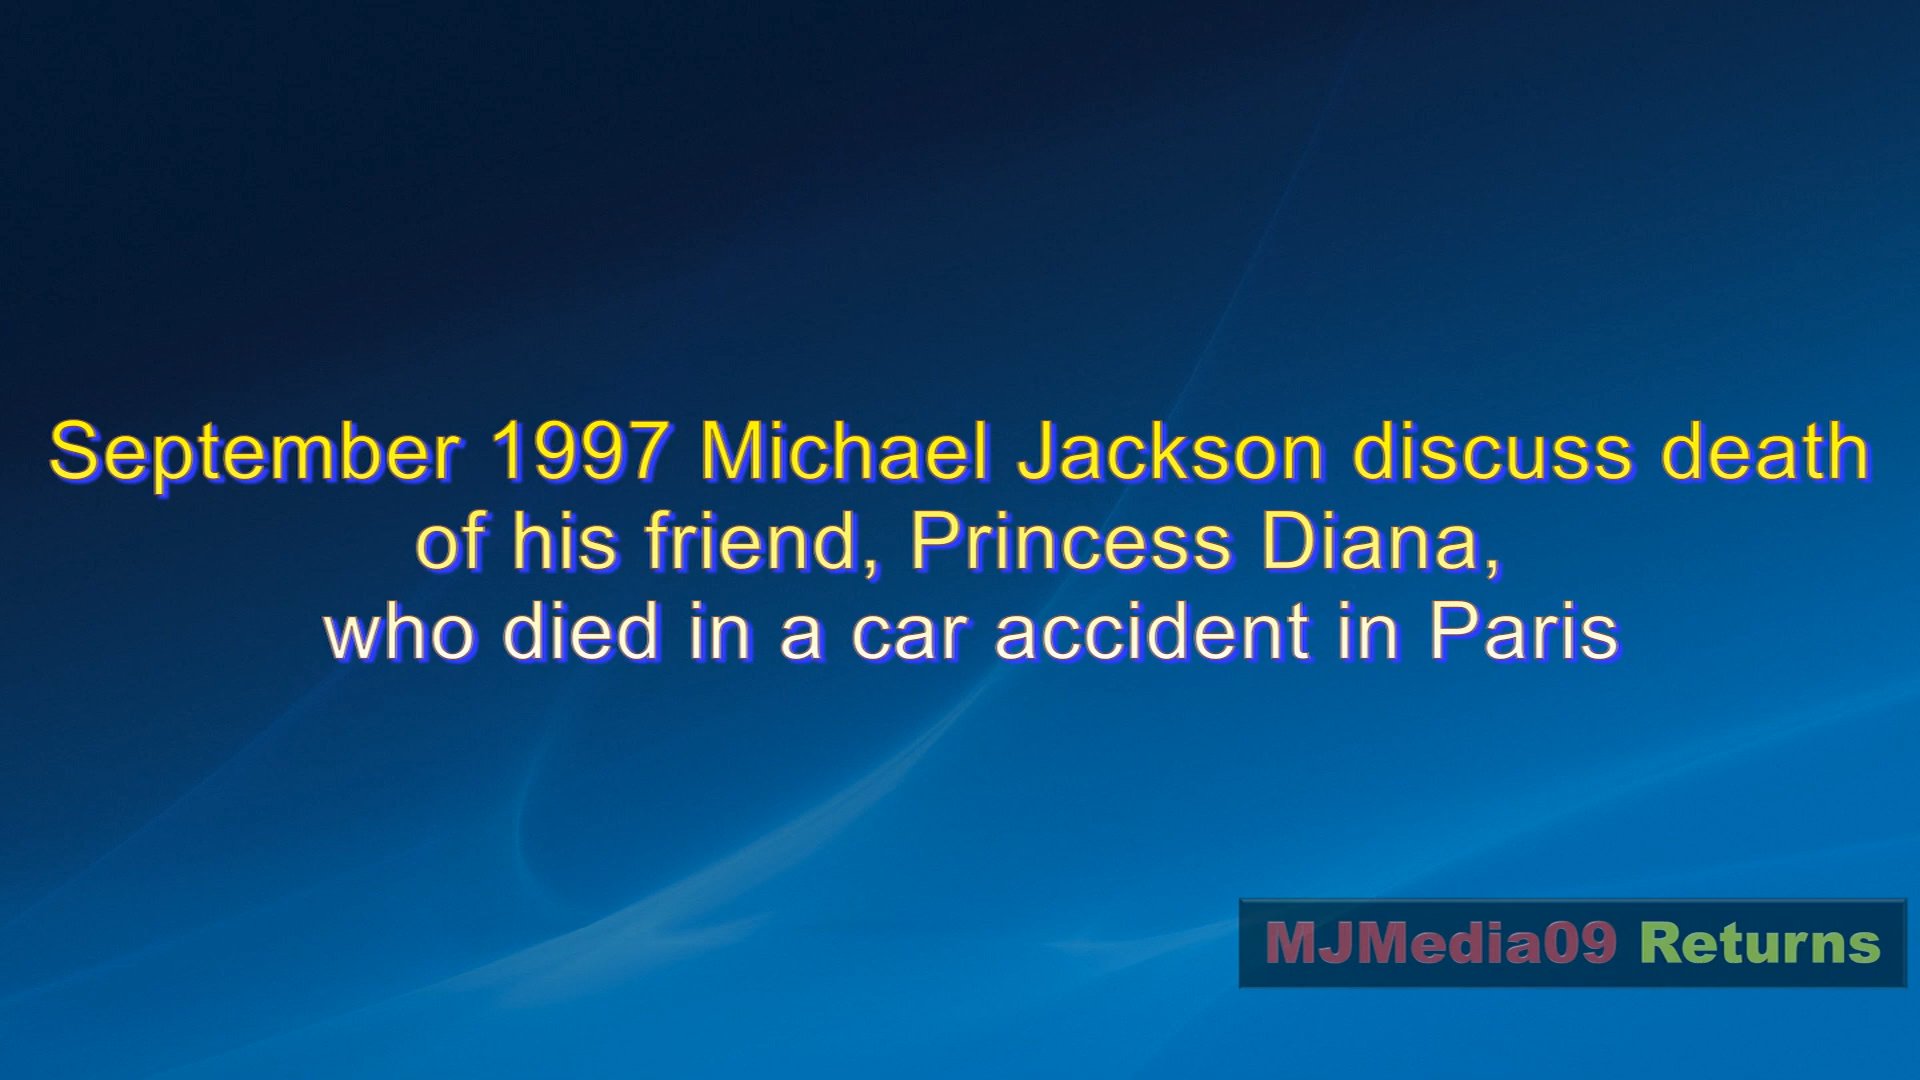 September 1997 Michael Jackson discuss death
of his friend, Princess Diana,
who died in a car accident in Paris
MJMedia09 Returns